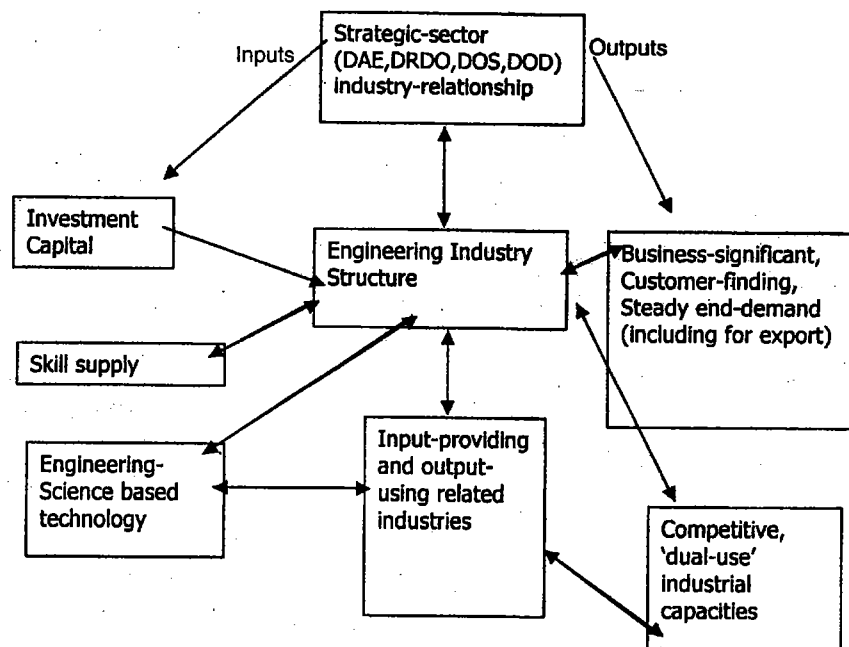 Inputs
Strategic-sector
(DAE,DRDO,DOS,DOD)
industry-relationship
Outputs
Investment
Capital
Engineering Industry
Structure
Business-significant,
Customer-finding,
Steady end-demand
(including for export)
Skill supply
Engineering-
Science based
technology
Input-providing
and output-
using related
industries
Competitive,
‘dual-use’
industrial
capacities